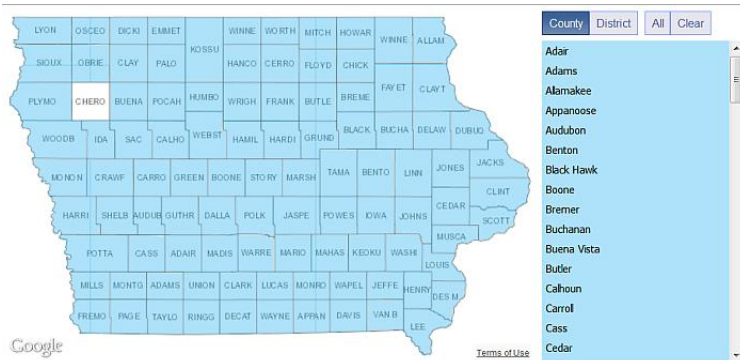 County District All Clear
LYON OSCEO DICKI EMMET WINNE WORTH MITCH HOWAR
KOSSU WINNE ALLAM
SIOUX OBRIE CLAY PALO HANCO CERRO FLOYD CHICK
PLYMO CHERO BUENA POCAH HUMBO WRIGH FRANK BUTLE BREME FAYET CLAYT
WOODB IDA SAC CALHO WEBST HAMIL HARDI GRUND BLACK BUCHA DELAW DUBUQ
MONON CRAWF CARRO GREEN BOONE STORY MARSH TAMA BENTO LINN JONES JACKS
CLINT
HARRI SHELB AUDUB GUTHR DALLA POLK JASPE POWES IOWA JOHNS CEDAR
SCOTT
MUSCA
POTTA CASS ADAIR MADIS WARRE MARIO MAHAS KEOKU WASHI
LOUIS
MILLS MONTG ADAMS UNION CLARK LUCAS MONRO WAPEL JEFFE HENRY
DES M
FREMO PAGE TAYLO RINGG DECAT WAYNE APPAN DAVIS VAN B
LEE
Google
Terms of Use
Adair
Adams
Allamakee
Appanoose
Audubon
Benton
Black Hawk
Boone
Bremer
Buchanan
Buena Vista
Butler
Calhoun
Carroll
Cass
Cedar